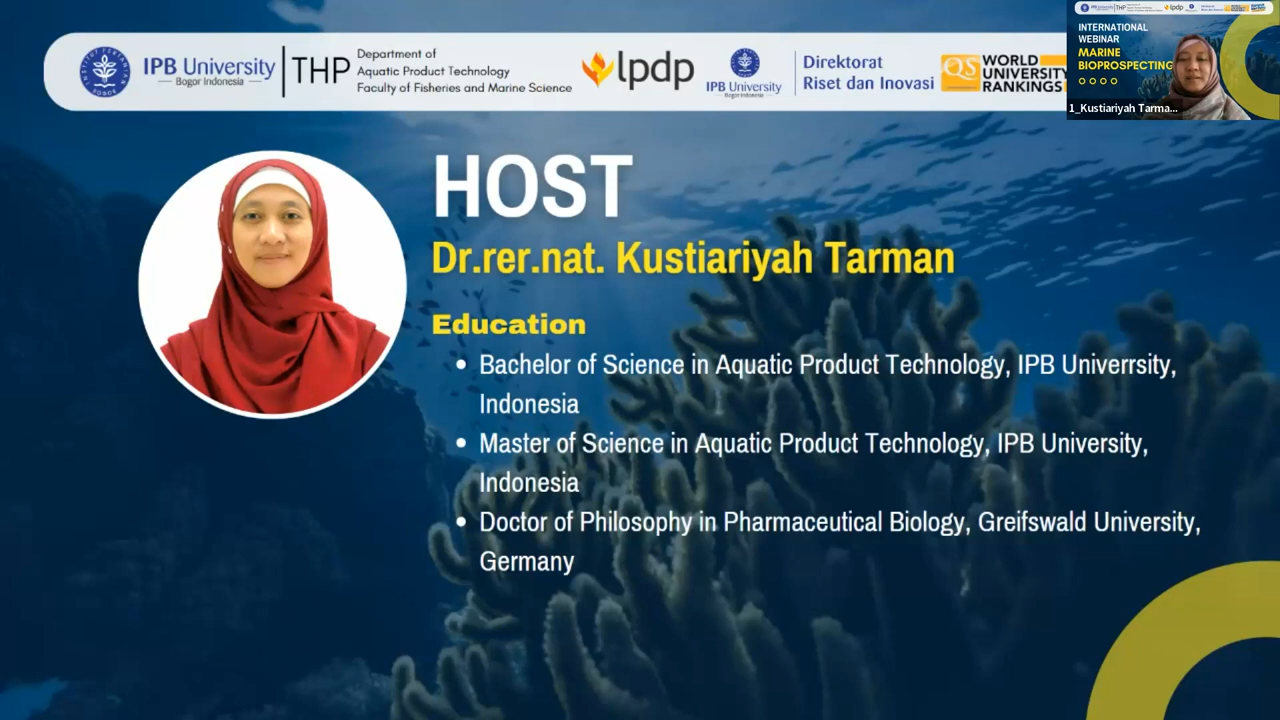 IPB University
Bogor Indonesia
THP
Department of
Aquatic Product Technology
Faculty of Fisheries and Marine Science
lpdp
IPB University
Bogor Indonesia
Direktorat
Riset dan Inovasi
QS
WORLD
UNIVERSITY
RANKINGS
INTERNATIONAL
WEBINAR
MARINE
BIOPROSPECTING
1_Kustiariyah Tarma...
HOST
Dr.rer.nat. Kustiariyah Tarman
Education
• Bachelor of Science in Aquatic Product Technology, IPB Univerrsity,
Indonesia
• Master of Science in Aquatic Product Technology, IPB University,
Indonesia
• Doctor of Philosophy in Pharmaceutical Biology, Greifswald University,
Germany